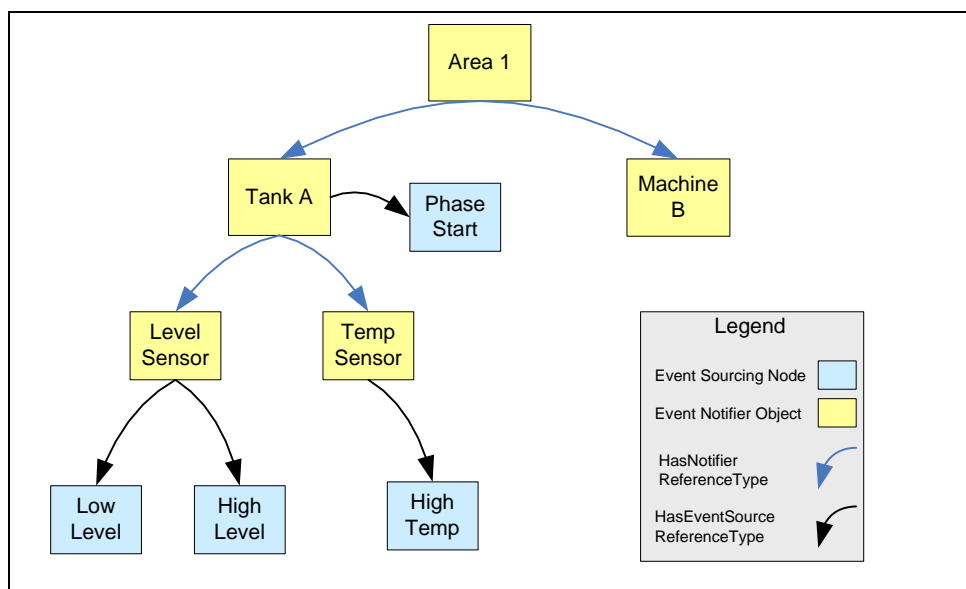 Area 1
Tank A
Phase
Start
Machine
B
Level
Sensor
Temp
Sensor
Low
Level
High
Level
High
Temp
Legend
Event Sourcing Node
Event Notifier Object
HasNotifier
ReferenceType
HasEventSource
ReferenceType